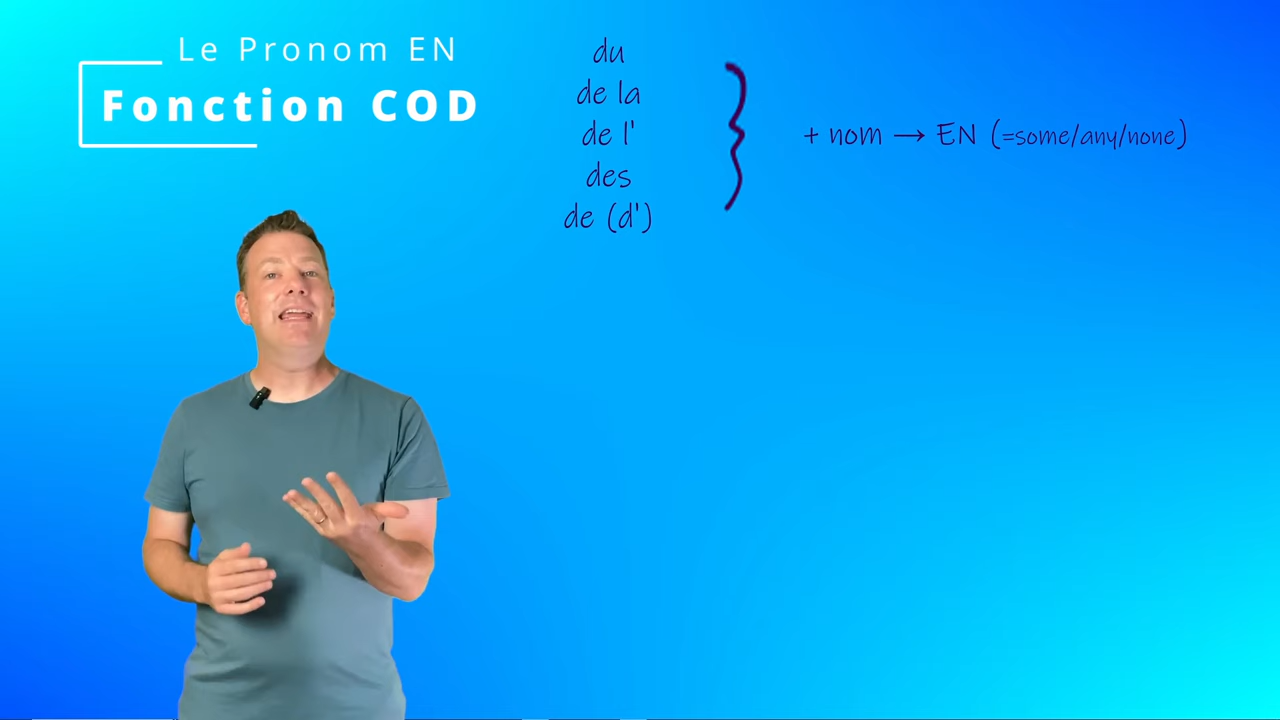 Le Pronom EN
Fonction COD
du
de la
de l'
des
de (d')
+ nom → EN (=some/any/none)